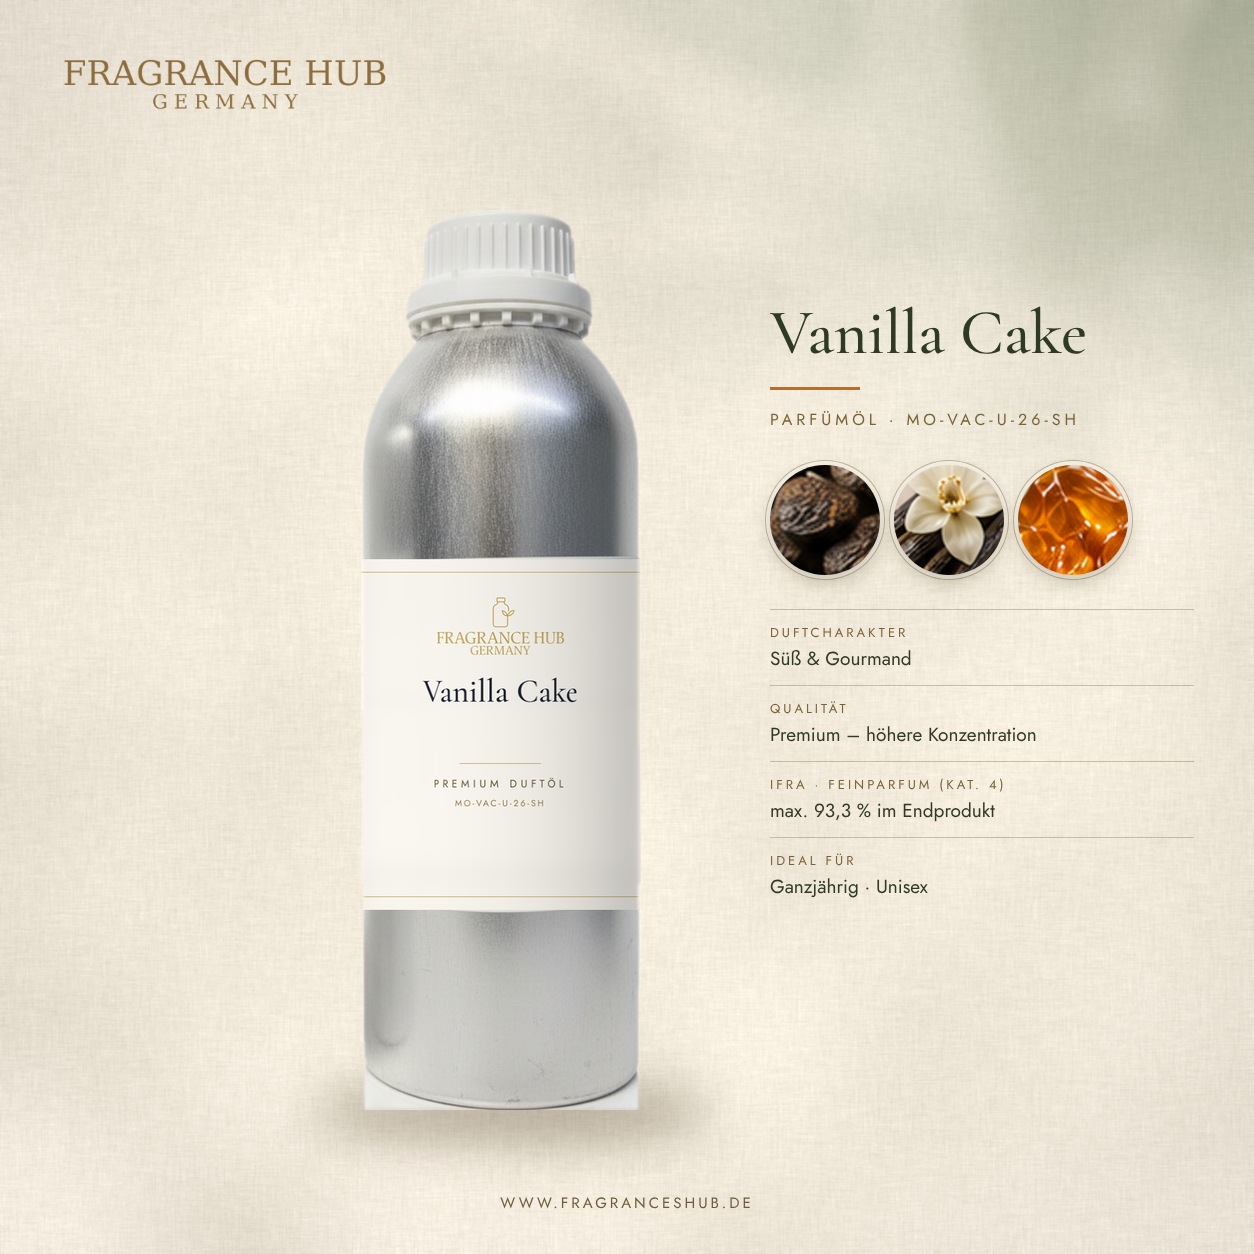 FRAGRANCE HUB
GERMANY
FRAGRANCE HUB
GERMANY
Vanilla Cake
PREMIUM DUFTÖL
MO-VAC-U-26-SH
Vanilla Cake
PARFÜMÖL · MO-VAC-U-26-SH
DUFTCHARAKTER
Süß & Gourmand
QUALITÄT
Premium – höhere Konzentration
IFRA · FEINPARFUM (KAT. 4)
max. 93,3 % im Endprodukt
IDEAL FÜR
Ganzjährig · Unisex
WWW.FRAGRANCESHUB.DE